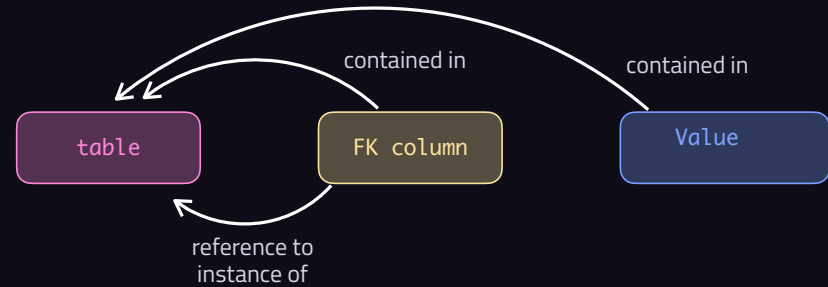 contained in
contained in
table
FK column
Value
reference to
instance of